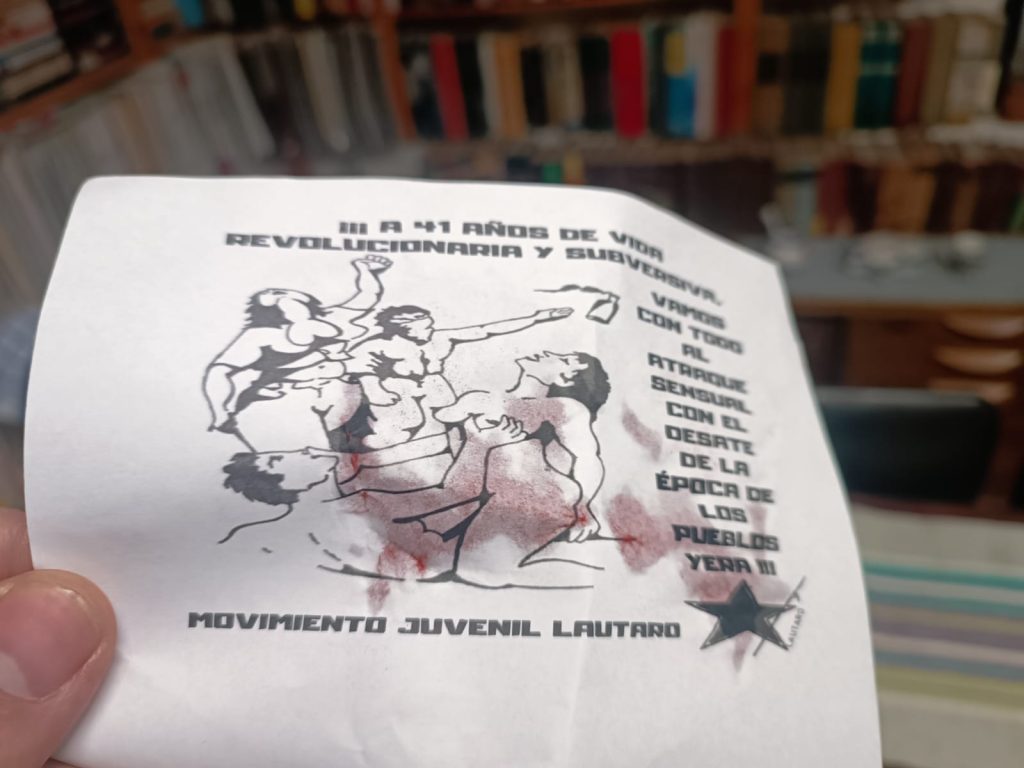 ¡¡¡ A 41 AÑOS DE VIDA
REVOLUCIONARIA Y SUBVERSIVA.
VAMOS
CON TODO
AL
ATAQUE
SENSUAL
CON EL
DESATE
DE LA
ÉPOCA DE
LOS
PUEBLOS
YERA !!!
MOVIMIENTO JUVENIL LAUTARO
LAUTARO